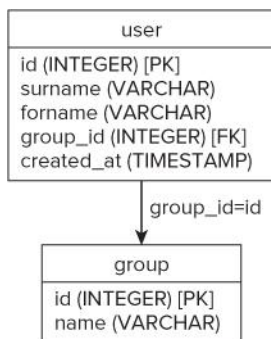 user
id (INTEGER) [PK]
surname (VARCHAR)
forname (VARCHAR)
group_id (INTEGER) [FK]
created_at (TIMESTAMP)
group_id=id
group
id (INTEGER) [PK]
name (VARCHAR)